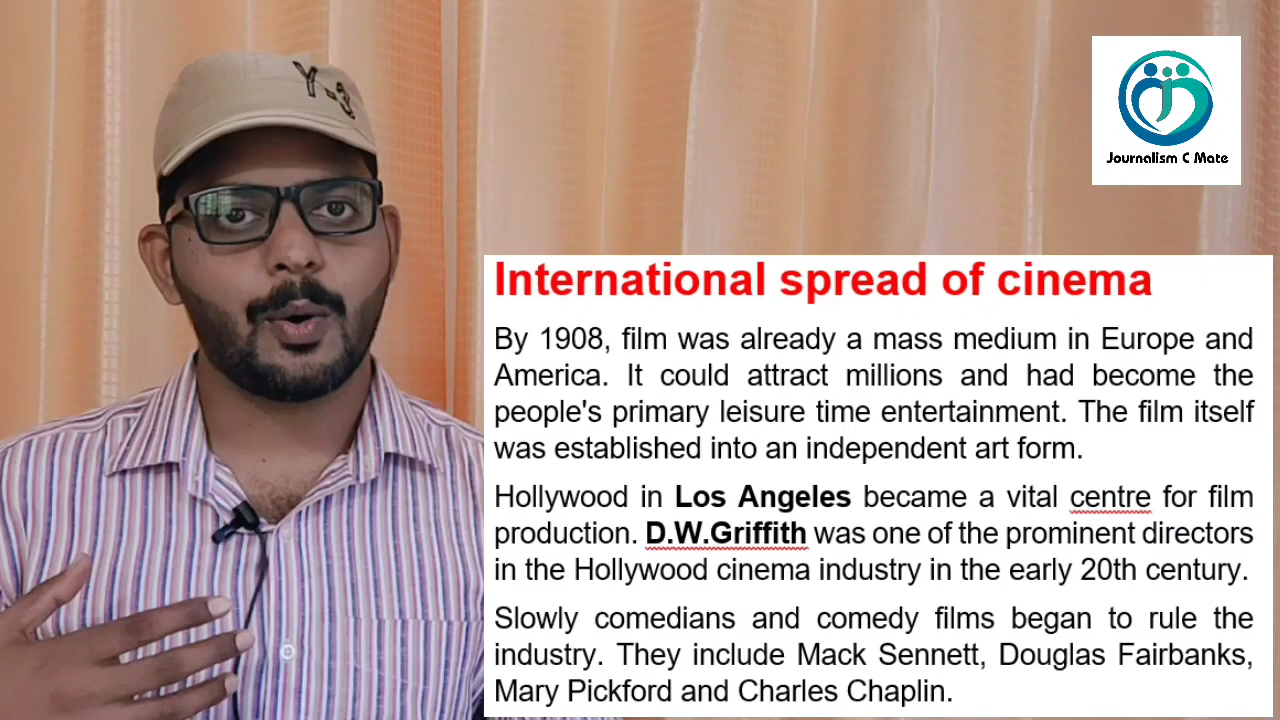 Y-3
Journalism C Mate
International spread of cinema
By 1908, film was already a mass medium in Europe and
America. It could attract millions and had become the
people's primary leisure time entertainment. The film itself
was established into an independent art form.
Hollywood in Los Angeles became a vital centre for film
production. D.W.Griffith was one of the prominent directors
in the Hollywood cinema industry in the early 20th century.
Slowly comedians and comedy films began to rule the
industry. They include Mack Sennett, Douglas Fairbanks,
Mary Pickford and Charles Chaplin.